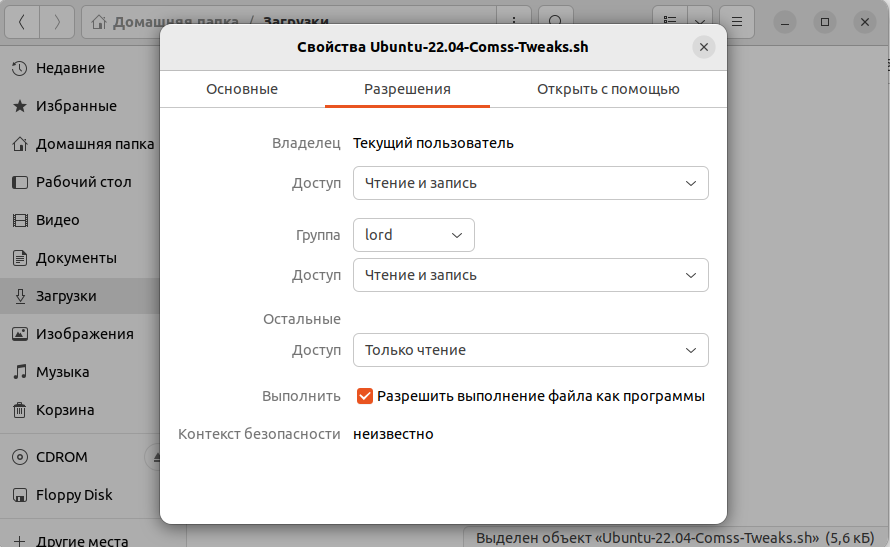 Домашняя папка / Загрузки
Свойства Ubuntu-22.04-Comss-Tweaks.sh
Основные Разрешения Открыть с помощью
Недавние
Избранные
Домашняя папка
Рабочий стол
Видео
Документы
Загрузки
Изображения
Музыка
Корзина
CDROM
Floppy Disk
Другие места
Владелец Текущий пользователь
Доступ Чтение и запись
Группа lord
Доступ Чтение и запись
Остальные
Доступ Только чтение
Выполнить Разрешить выполнение файла как программы
Контекст безопасности неизвестно
Выделен объект «Ubuntu-22.04-Comss-Tweaks.sh» (5,6 кБ)